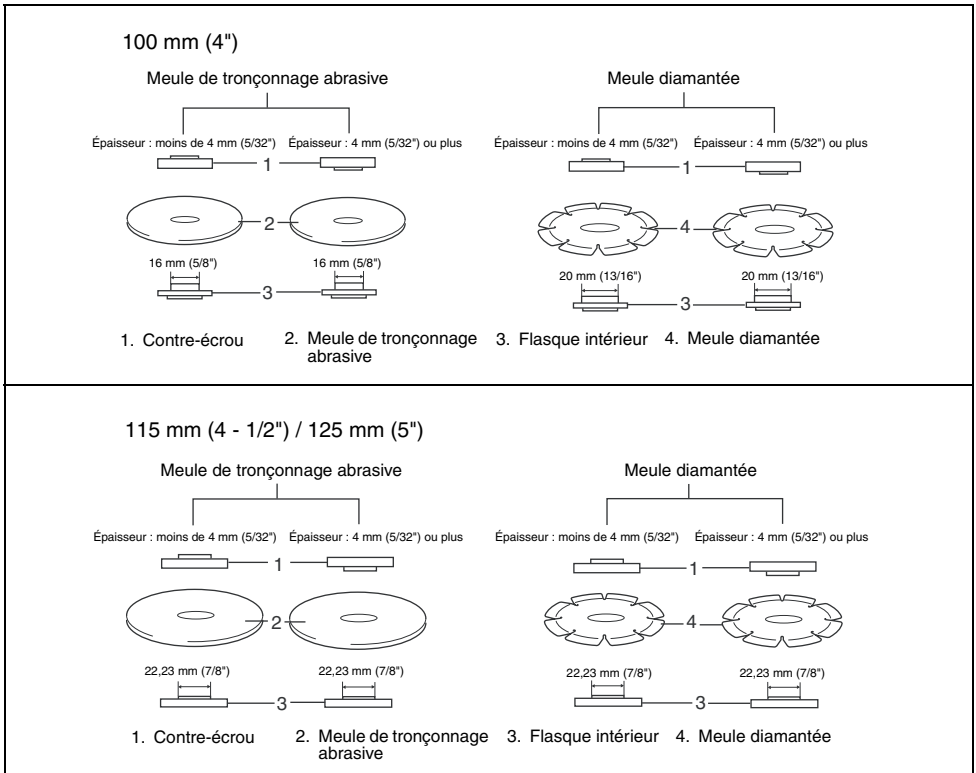 100 mm (4")
Meule de tronçonnage abrasive
Meule diamantée
Épaisseur : moins de 4 mm (5/32")
Épaisseur : 4 mm (5/32") ou plus
Épaisseur : moins de 4 mm (5/32")
Épaisseur : 4 mm (5/32") ou plus
1
1
2
4
16 mm (5/8")
16 mm (5/8")
20 mm (13/16")
20 mm (13/16")
3
3
1. Contre-écrou
2. Meule de tronçonnage
abrasive
3. Flasque intérieur
4. Meule diamantée
115 mm (4 - 1/2") / 125 mm (5")
Meule de tronçonnage abrasive
Meule diamantée
Épaisseur : moins de 4 mm (5/32")
Épaisseur : 4 mm (5/32") ou plus
Épaisseur : moins de 4 mm (5/32")
Épaisseur : 4 mm (5/32") ou plus
1
1
2
4
22,23 mm (7/8")
22,23 mm (7/8")
22,23 mm (7/8")
22,23 mm (7/8")
3
3
1. Contre-écrou
2. Meule de tronçonnage
abrasive
3. Flasque intérieur
4. Meule diamantée